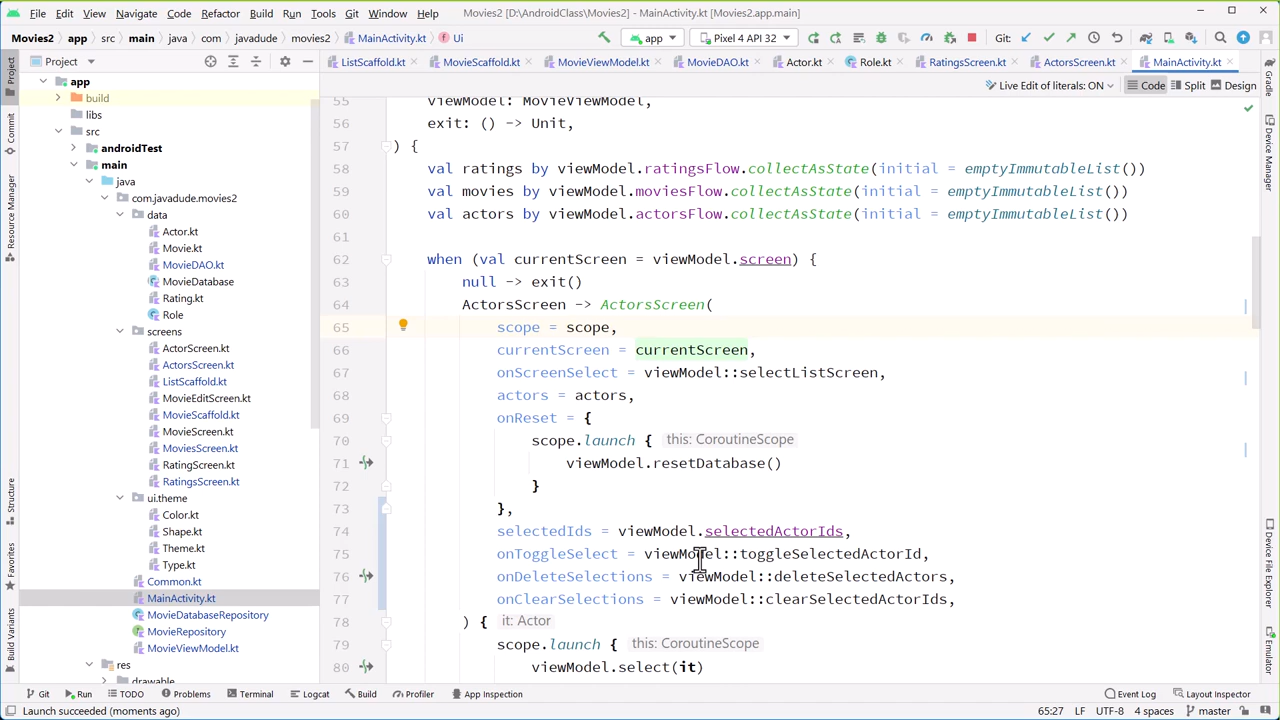 File Edit View Navigate Code Refactor Build Run Tools Git Window Help Movies2 [D:\AndroidClass\Movies2] - MainActivity.kt [Movies2.app.main]
Movies2 app src main java com javadude movies2 MainActivity.kt Ui app Pixel 4 API 32 Git:
Project ListScaffold.kt MovieScaffold.kt MovieViewModel.kt MovieDAO.kt Actor.kt Role.kt RatingsScreen.kt ActorsScreen.kt MainActivity.kt
Live Edit of literals: ON Code Split Design
Project
Commit
Resource Manager
Structure
Favorites
Build Variants
app
build
libs
src
androidTest
main
java
com.javadude.movies2
data
Actor.kt
Movie.kt
MovieDAO.kt
MovieDatabase
Rating.kt
Role
screens
ActorScreen.kt
ActorsScreen.kt
ListScaffold.kt
MovieEditScreen.kt
MovieScaffold.kt
MovieScreen.kt
MoviesScreen.kt
RatingScreen.kt
RatingsScreen.kt
ui.theme
Color.kt
Shape.kt
Theme.kt
Type.kt
Common.kt
MainActivity.kt
MovieDatabaseRepository
MovieRepository
MovieViewModel.kt
res
drawable
55 viewModel: MovieViewModel,
56 exit: () -> Unit,
57 ) {
58 val ratings by viewModel.ratingsFlow.collectAsState(initial = emptyImmutableList())
59 val movies by viewModel.moviesFlow.collectAsState(initial = emptyImmutableList())
60 val actors by viewModel.actorsFlow.collectAsState(initial = emptyImmutableList())
61
62 when (val currentScreen = viewModel.screen) {
63 null -> exit()
64 ActorsScreen -> ActorsScreen(
65 scope = scope,
66 currentScreen = currentScreen,
67 onScreenSelect = viewModel::selectListScreen,
68 actors = actors,
69 onReset = {
70 scope.launch { this: CoroutineScope
71 viewModel.resetDatabase()
72 }
73 },
74 selectedIds = viewModel.selectedActorIds,
75 onToggleSelect = viewModel::toggleSelectedActorId,
76 onDeleteSelections = viewModel::deleteSelectedActors,
77 onClearSelections = viewModel::clearSelectedActorIds,
78 ) { it: Actor
79 scope.launch { this: CoroutineScope
80 viewModel.select(it)
Gradle
Device Manager
Emulator
Git Run TODO Problems Terminal Logcat Build Profiler App Inspection Event Log Layout Inspector
Launch succeeded (moments ago) 65:27 LF UTF-8 4 spaces master